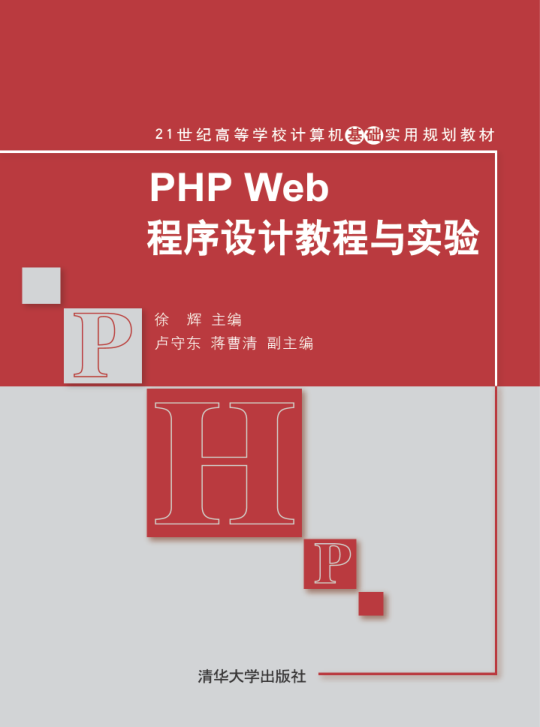 21世纪高等学校计算机基础实用规划教材
PHP Web
程序设计教程与实验
徐 辉 主编
卢守东 蒋曹清 副主编
P
H
P
清华大学出版社